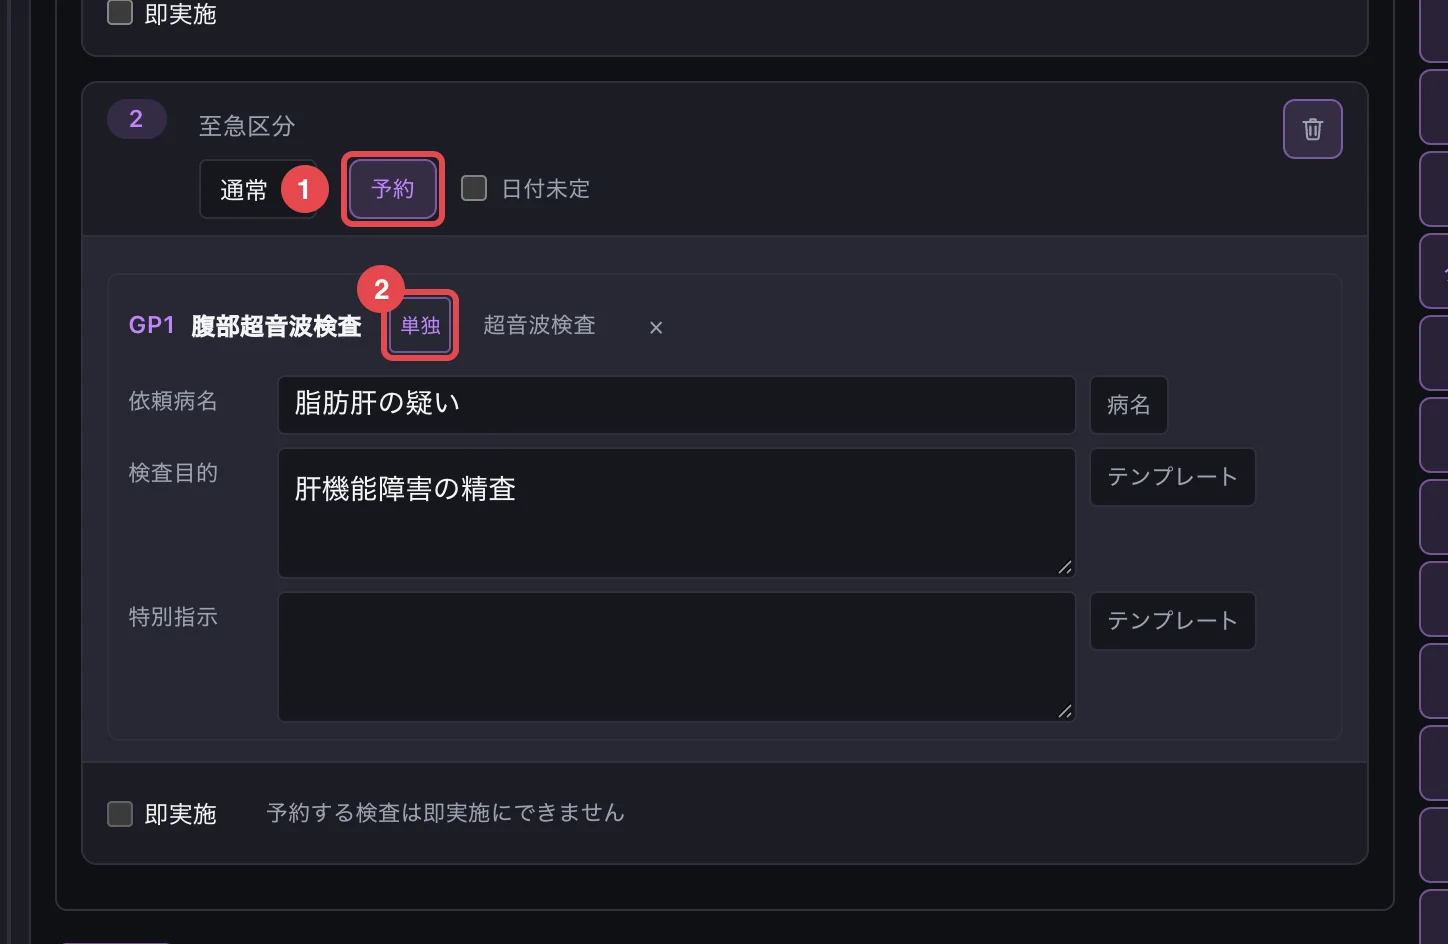 即実施
2 至急区分
通常 1 予約 日付未定
2
GP1 腹部超音波検査 単独 超音波検査 ×
依頼病名 脂肪肝の疑い 病名
検査目的 肝機能障害の精査 テンプレート
特別指示 テンプレート
即実施 予約する検査は即実施にできません